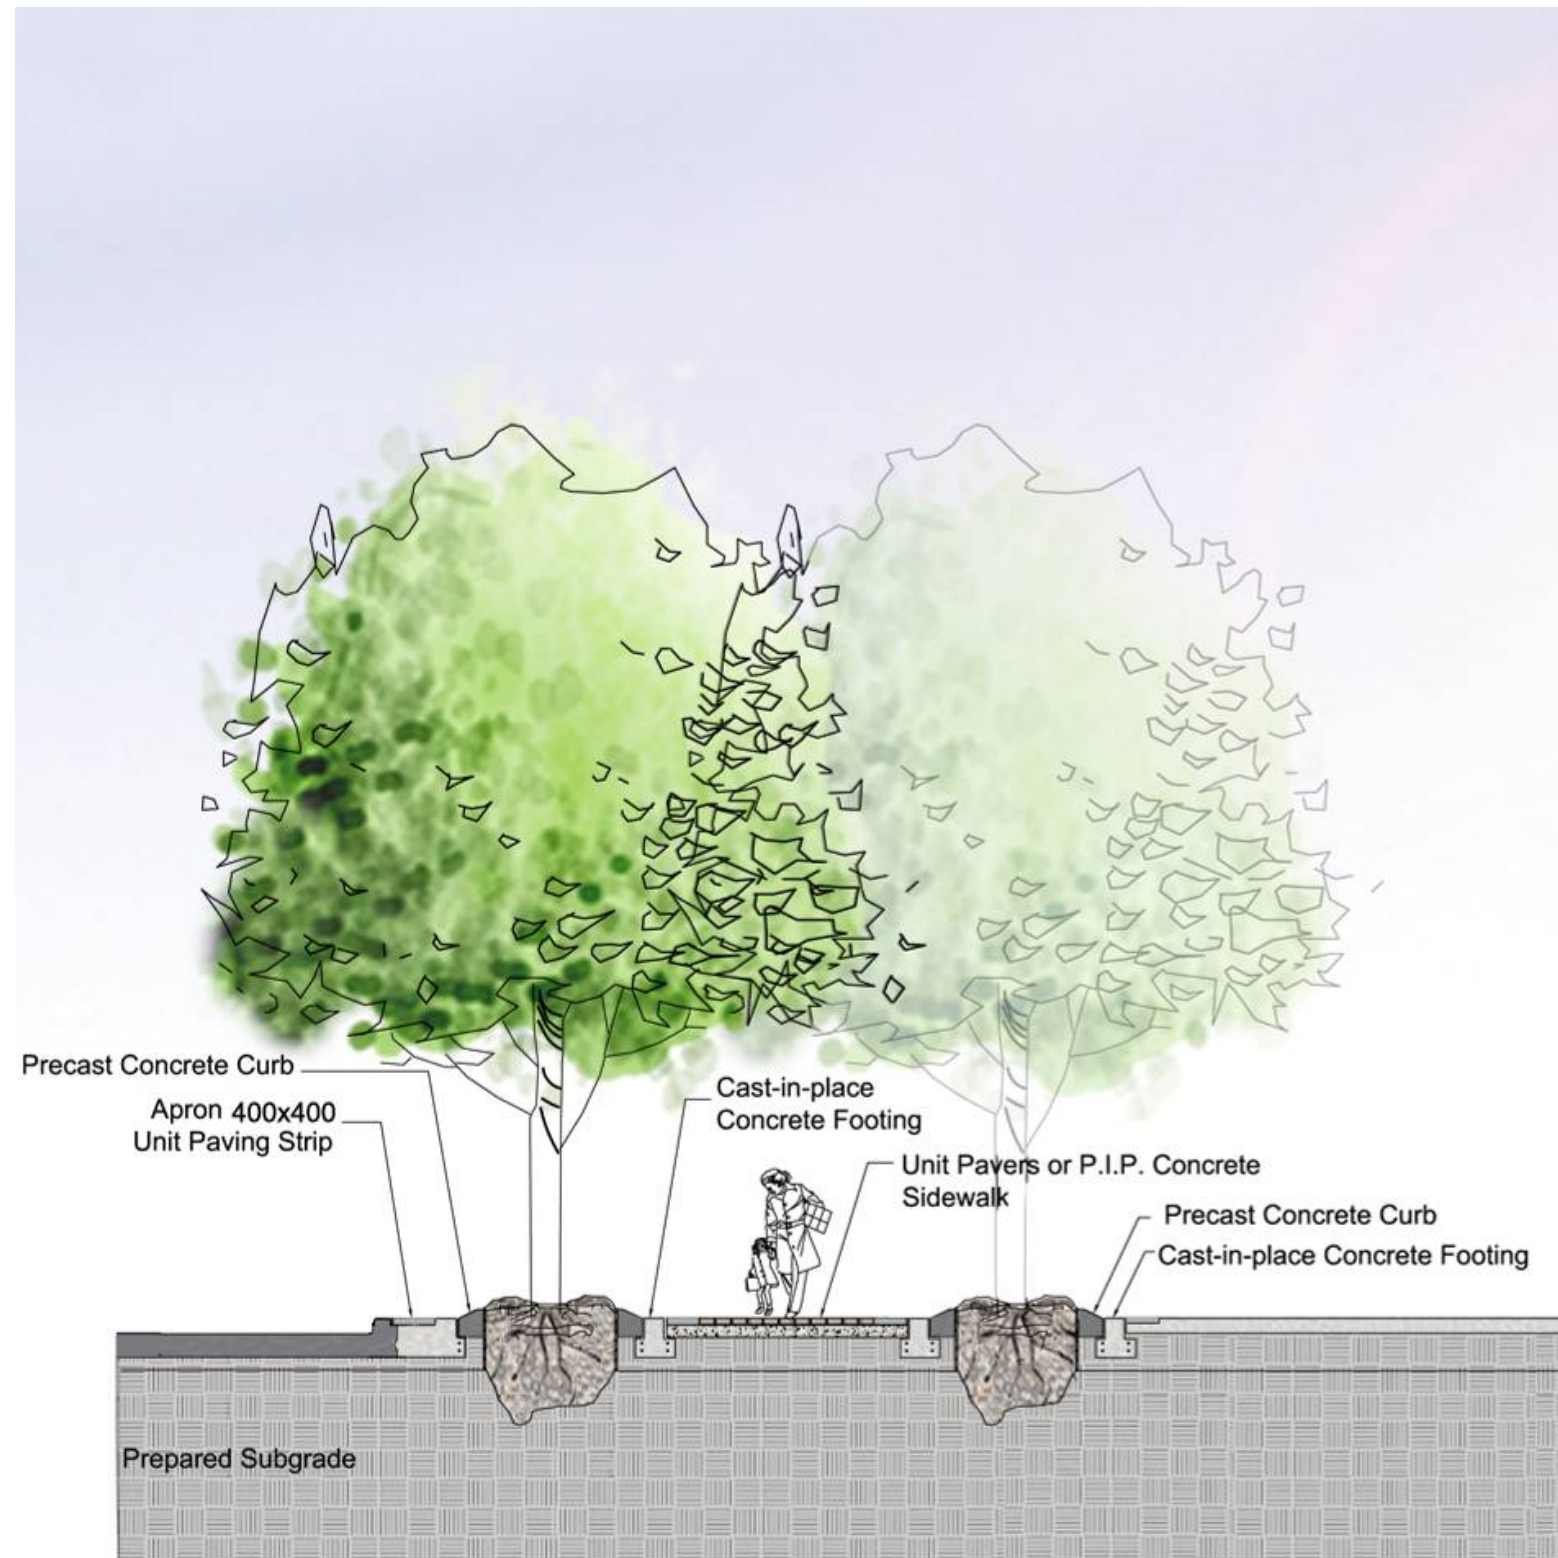 Precast Concrete Curb
Apron 400x400
Unit Paving Strip
Cast-in-place
Concrete Footing
Unit Pavers or P.I.P. Concrete
Sidewalk
Precast Concrete Curb
Cast-in-place Concrete Footing
Prepared Subgrade